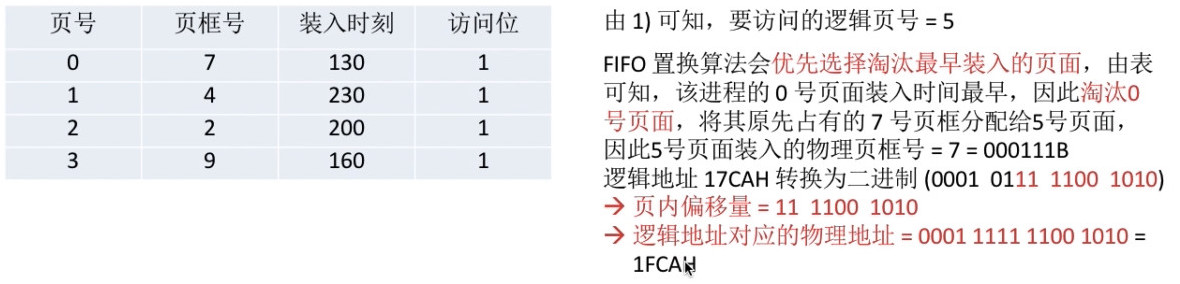 页号 页框号 装入时刻 访问位
0 7 130 1
1 4 230 1
2 2 200 1
3 9 160 1
由 1) 可知，要访问的逻辑页号 = 5
FIFO 置换算法会优先选择淘汰最早装入的页面，由表
可知，该进程的 0 号页面装入时间最早，因此淘汰0
号页面，将其原先占有的 7 号页框分配给5号页面，
因此5号页面装入的物理页框号 = 7 = 000111B
逻辑地址 17CAH 转换为二进制 (0001 0111 1100 1010)
→ 页内偏移量 = 11 1100 1010
→ 逻辑地址对应的物理地址 = 0001 1111 1100 1010 =
1FCAH